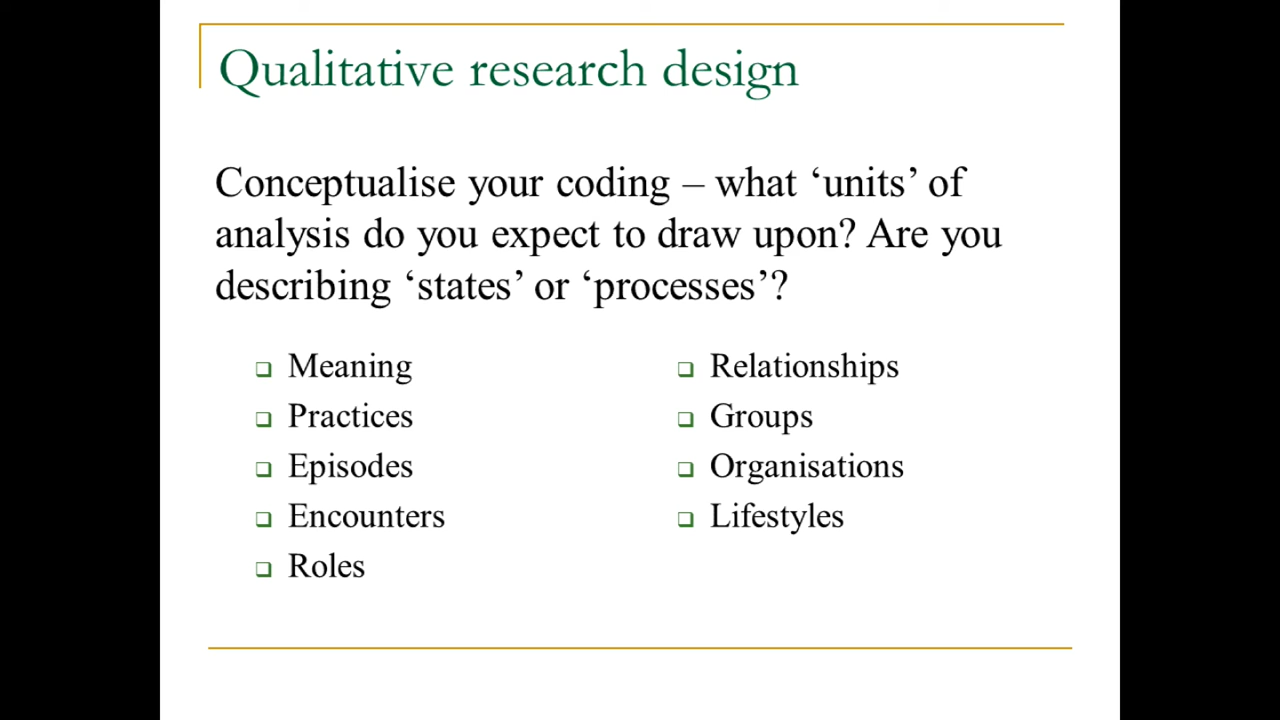 Qualitative research design
Conceptualise your coding – what ‘units’ of
analysis do you expect to draw upon? Are you
describing ‘states’ or ‘processes’?
Meaning
Practices
Episodes
Encounters
Roles
Relationships
Groups
Organisations
Lifestyles